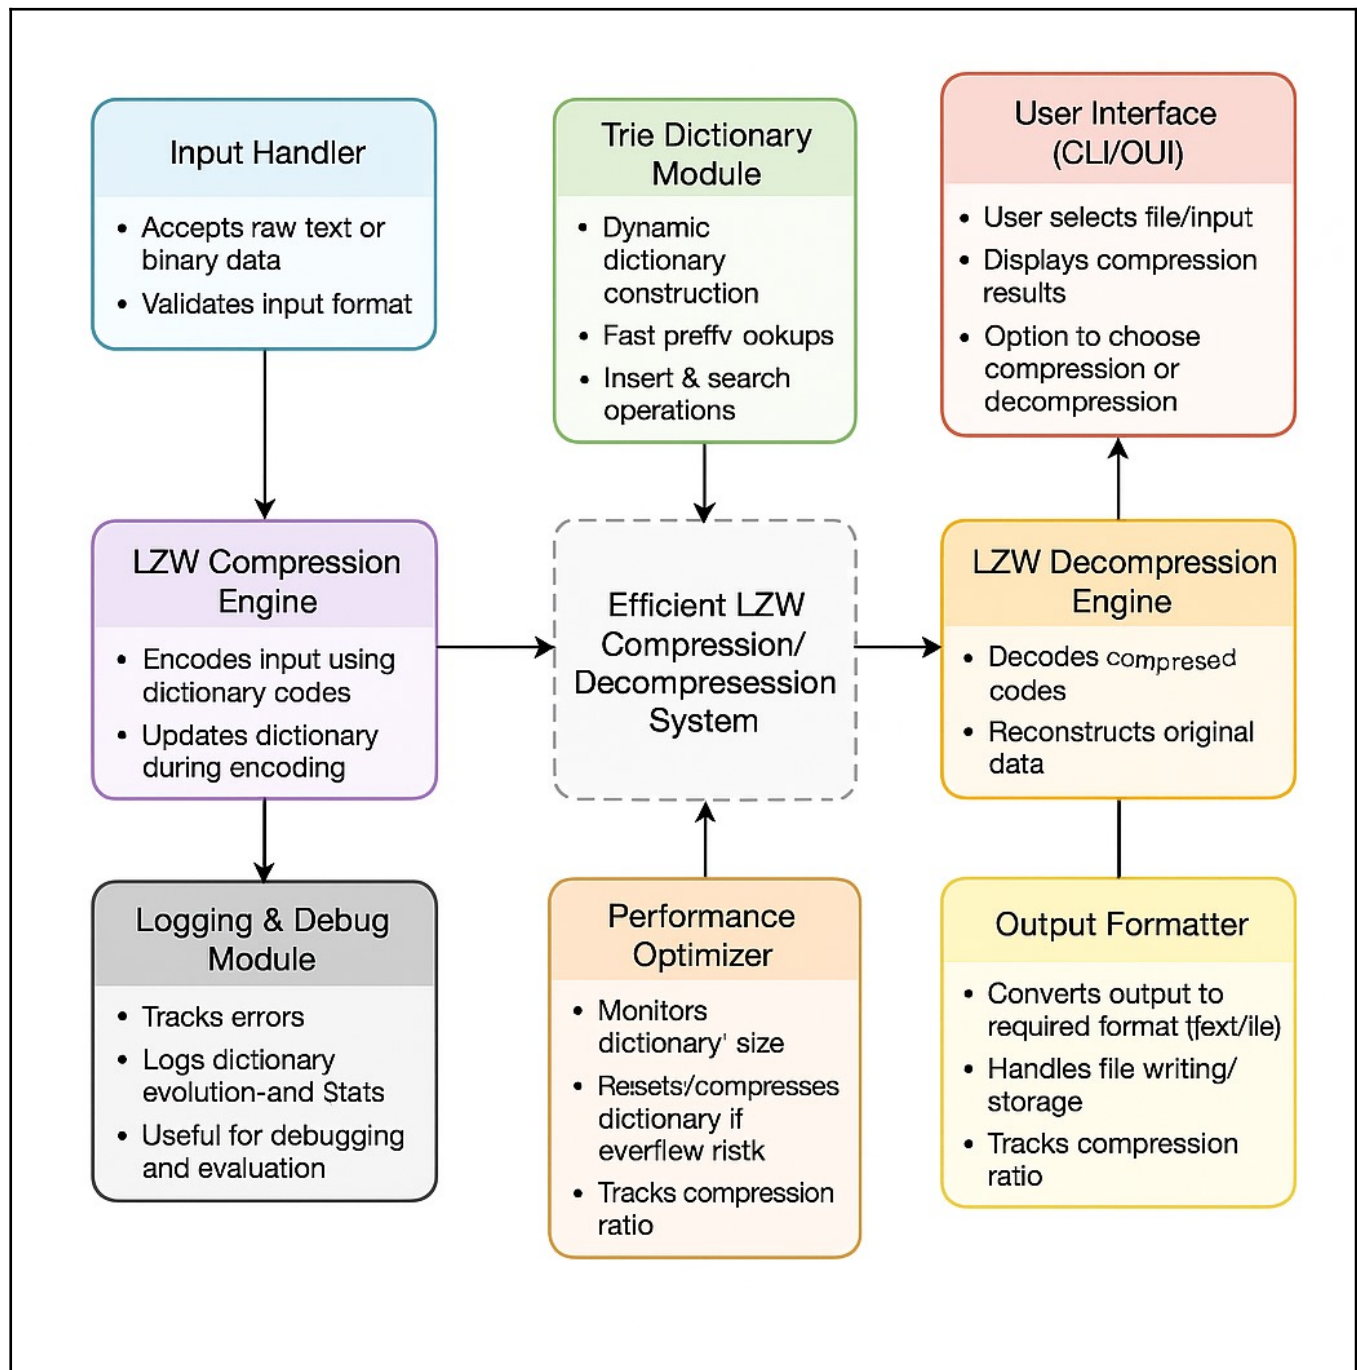 Input Handler
• Accepts raw text or
binary data
• Validates input format
Trie Dictionary
Module
• Dynamic
dictionary
construction
• Fast preffv ookups
• Insert & search
operations
User Interface
(CLI/OUI)
• User selects file/input
• Displays compression
results
• Option to choose
compression or
decompression
LZW Compression
Engine
• Encodes input using
dictionary codes
• Updates dictionary
during encoding
Efficient LZW
Compression/
Decompresession
System
LZW Decompression
Engine
• Decodes compresed
codes
• Reconstructs original
data
Logging & Debug
Module
• Tracks errors
• Logs dictionary
evolution-and Stats
• Useful for debugging
and evaluation
Performance
Optimizer
• Monitors
dictionary' size
• Resets/compresses
dictionary if
everflew ristk
• Tracks compression
ratio
Output Formatter
• Converts output to
required format
• Handles file writing/
storage
• Tracks compression
ratio